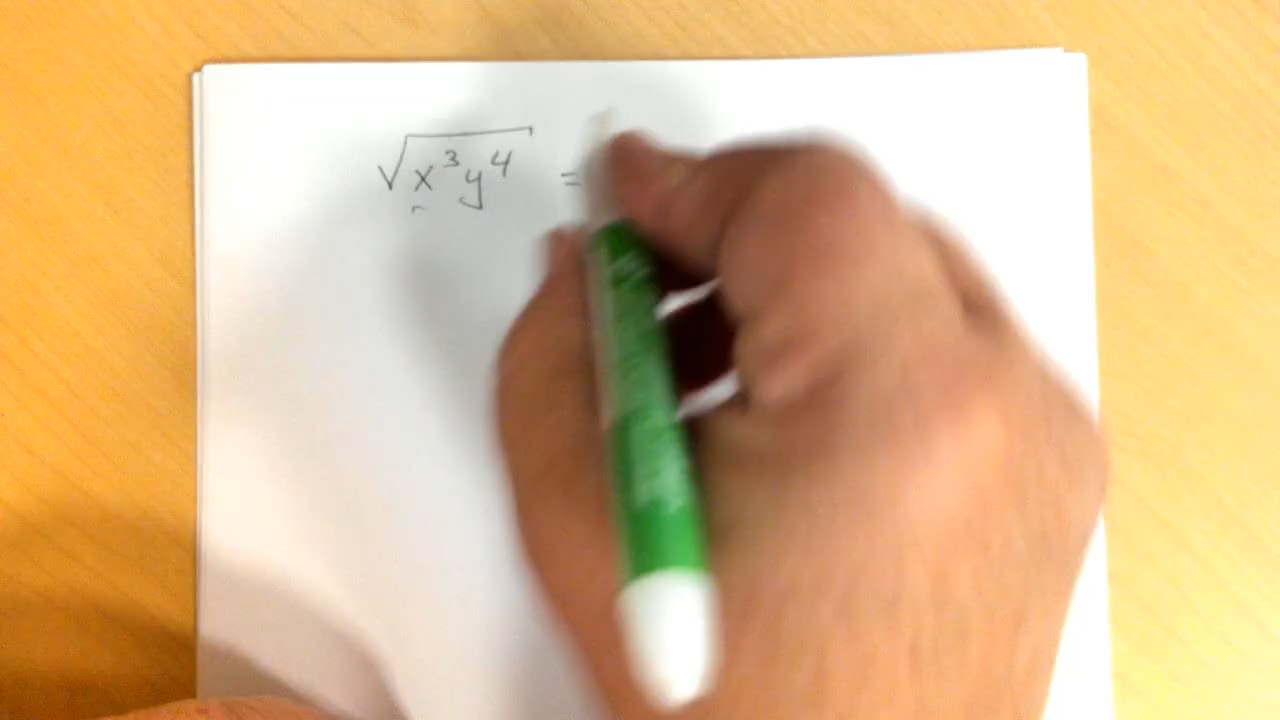 √x³y⁴ =